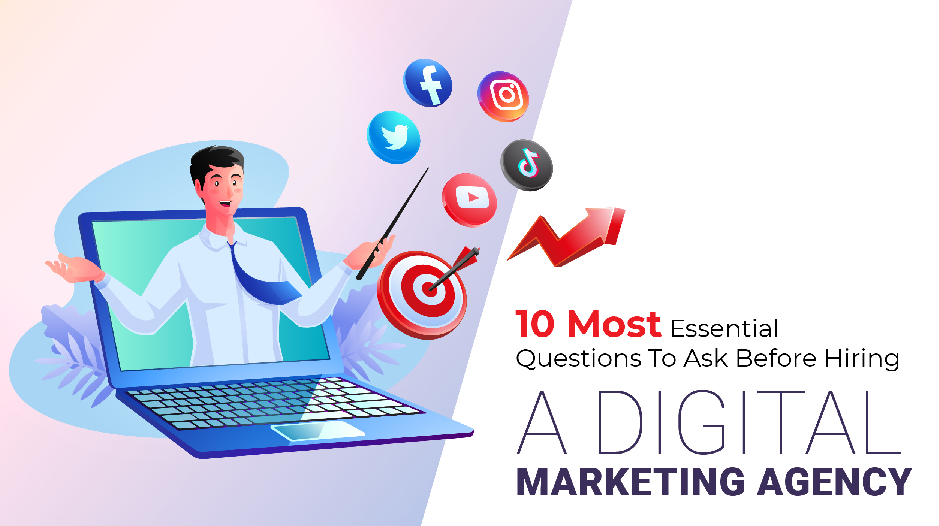 10 Most Essential
Questions To Ask Before Hiring
A DIGITAL
MARKETING AGENCY